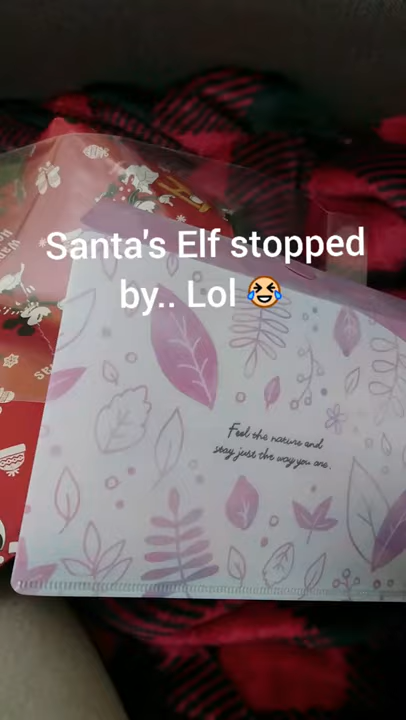 Santa's Elf stopped
by.. Lol 😂
Feel the nature and
stay just the way you are.